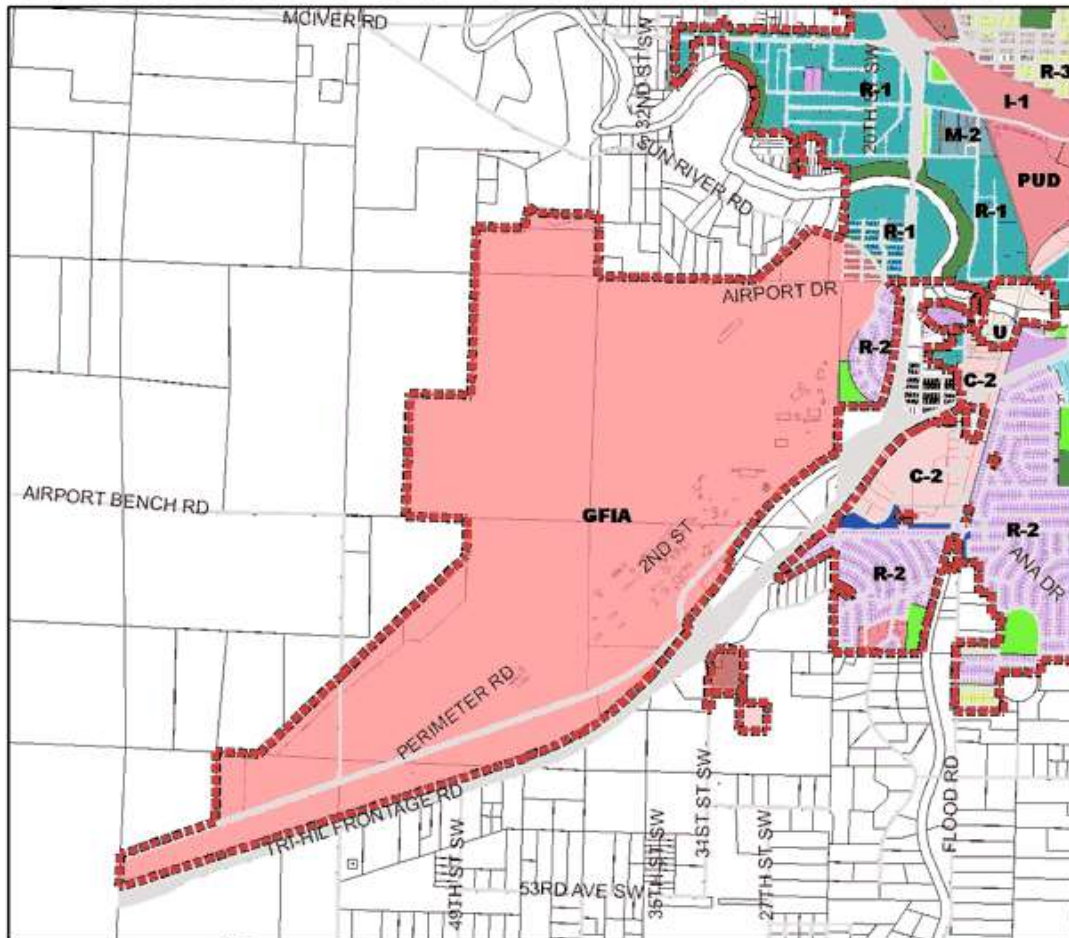 MCIVER RD
32ND ST SW
R-1
20TH ST SW
R-3
I-1
M-2
SUN RIVER RD
PUD
R-1
R-1
AIRPORT DR
U
R-2
C-2
C-2
AIRPORT BENCH RD
GFIA
2ND ST
R-2
R-2
ANA DR
PERIMETER RD
TRI-HIL FRONTAGE RD
49TH ST SW
53RD AVE SW
35TH ST SW
31ST ST SW
27TH ST SW
FLOOD RD